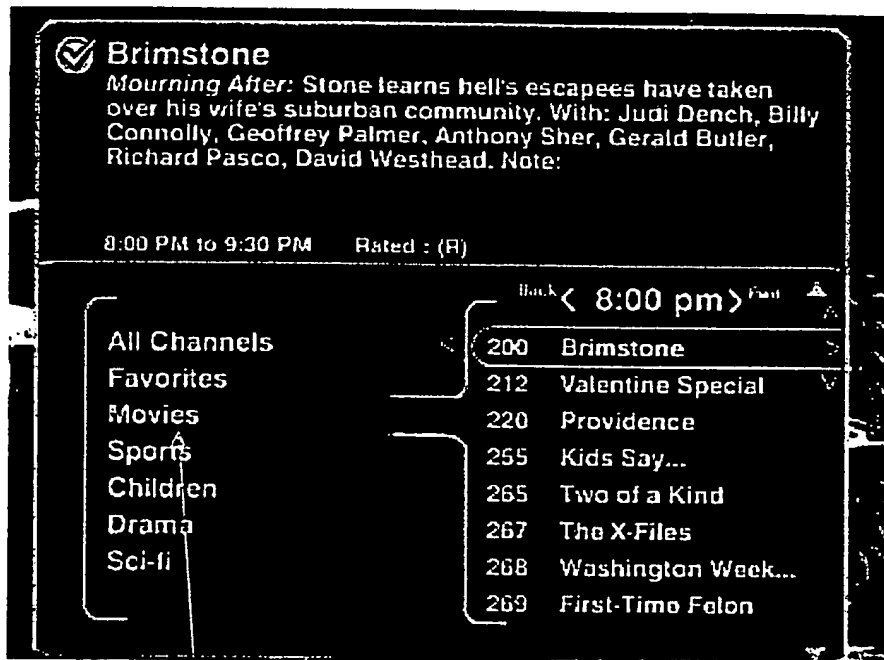 Brimstone
Mourning After: Stone learns hell's escapees have taken
over his wife's suburban community. With: Judi Dench, Billy
Connolly, Geoffrey Palmer, Anthony Sher, Gerald Butler,
Richard Pasco, David Westhead. Note:
8:00 PM to 9:30 PM Rated : (R)
Back < 8:00 pm >
All Channels
Favorites
Movies
Sports
Children
Drama
Sci-fi
200 Brimstone
212 Valentine Special
220 Providence
255 Kids Say...
265 Two of a Kind
267 The X-Files
268 Washington Week...
269 First-Time Felon